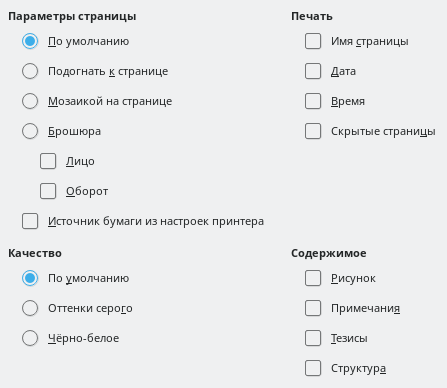 Параметры страницы
По умолчанию
Подогнать к странице
Мозаикой на странице
Брошюра
Лицо
Оборот
Источник бумаги из настроек принтера
Печать
Имя страницы
Дата
Время
Скрытые страницы
Качество
По умолчанию
Оттенки серого
Чёрно-белое
Содержимое
Рисунок
Примечания
Тезисы
Структура